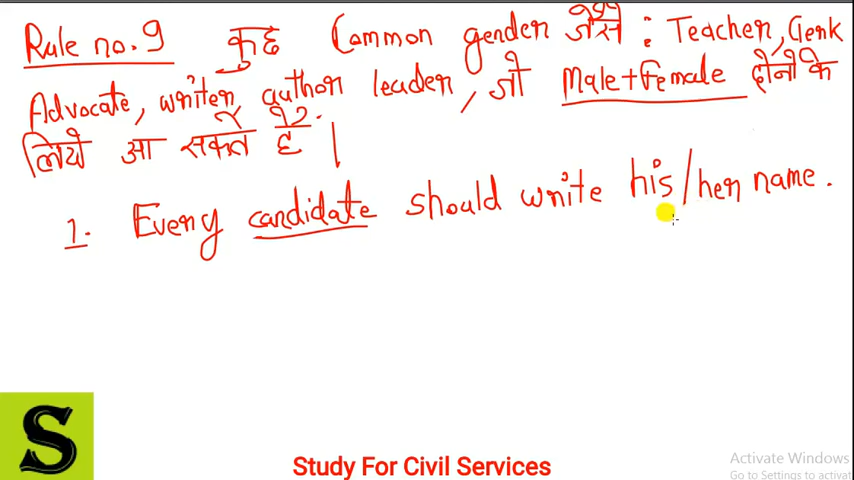 Rule no. 9 कुछ Common gender जैसे : Teacher, Clerk
Advocate, writer, author leader, जो Male+Female दोनों के
लिये आ सकते है।
1. Every candidate should write his/her name.
S
Study For Civil Services
Activate Windows
Go to Settings to activat